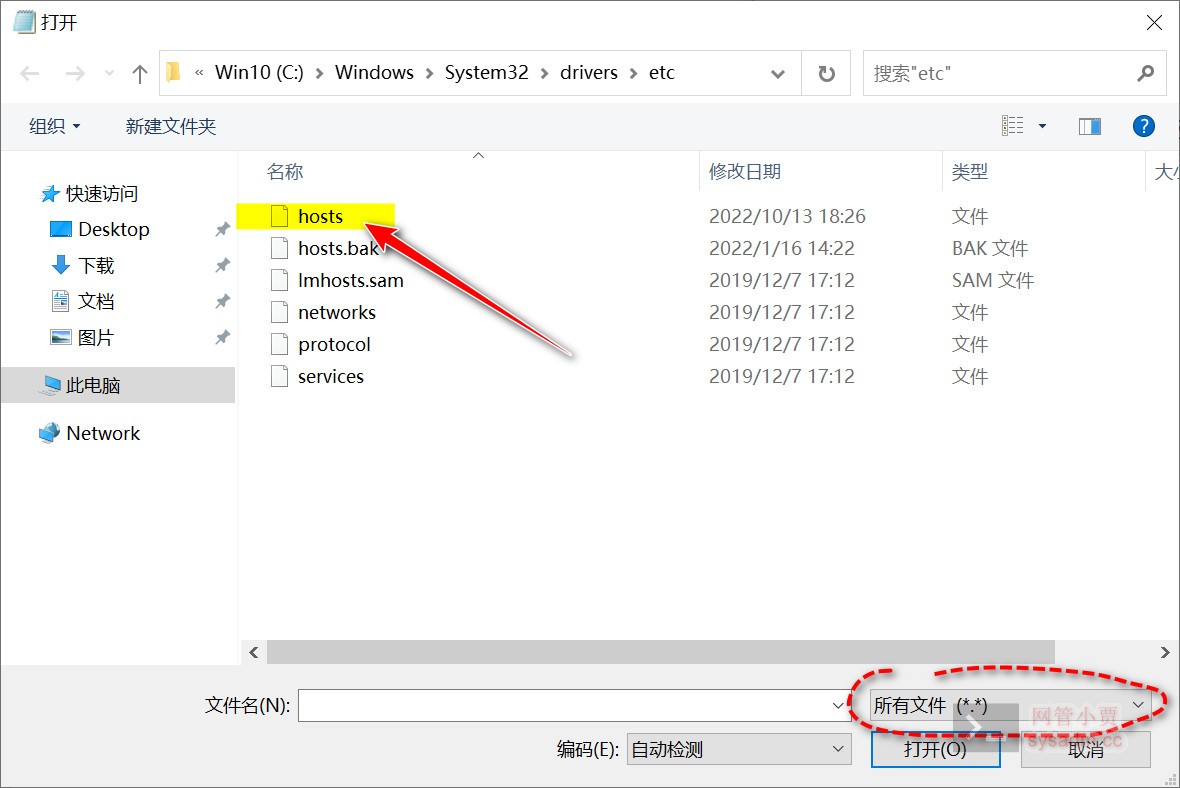 打开
« Win10 (C:) › Windows › System32 › drivers › etc
搜索"etc"
组织
新建文件夹
?
名称 修改日期 类型
快速访问
Desktop
下载
文档
图片
此电脑
Network
hosts 2022/10/13 18:26 文件
hosts.bak 2022/1/16 14:22 BAK 文件
lmhosts.sam 2019/12/7 17:12 SAM 文件
networks 2019/12/7 17:12 文件
protocol 2019/12/7 17:12 文件
services 2019/12/7 17:12 文件
文件名(N):
所有文件 (*.*)
网管小贾
sysadm.cc
编码(E): 自动检测
打开(O) 取消